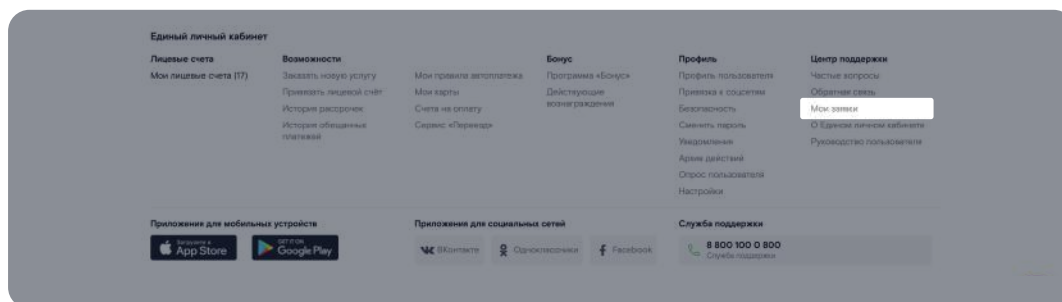 Единый личный кабинет
Лицевые счета
Мои лицевые счета (17)
Возможности
Заказать новую услугу
Привязать лицевой счёт
История рассрочек
История обещанных
платежей
Мои правила автоплатежа
Мои карты
Счета на оплату
Сервис «Переезд»
Бонус
Программа «Бонус»
Действующие
вознаграждения
Профиль
Профиль пользователя
Привязка к соцсетям
Безопасность
Сменить пароль
Уведомления
Архив действий
Опрос пользователя
Настройки
Центр поддержки
Частые вопросы
Обратная связь
Мои заявки
О Едином личном кабинете
Руководство пользователя
Приложения для мобильных устройств
Загрузите в
App Store
GET IT ON
Google Play
Приложения для социальных сетей
ВКонтакте
Одноклассники
Facebook
Служба поддержки
8 800 100 0 800
Служба поддержки